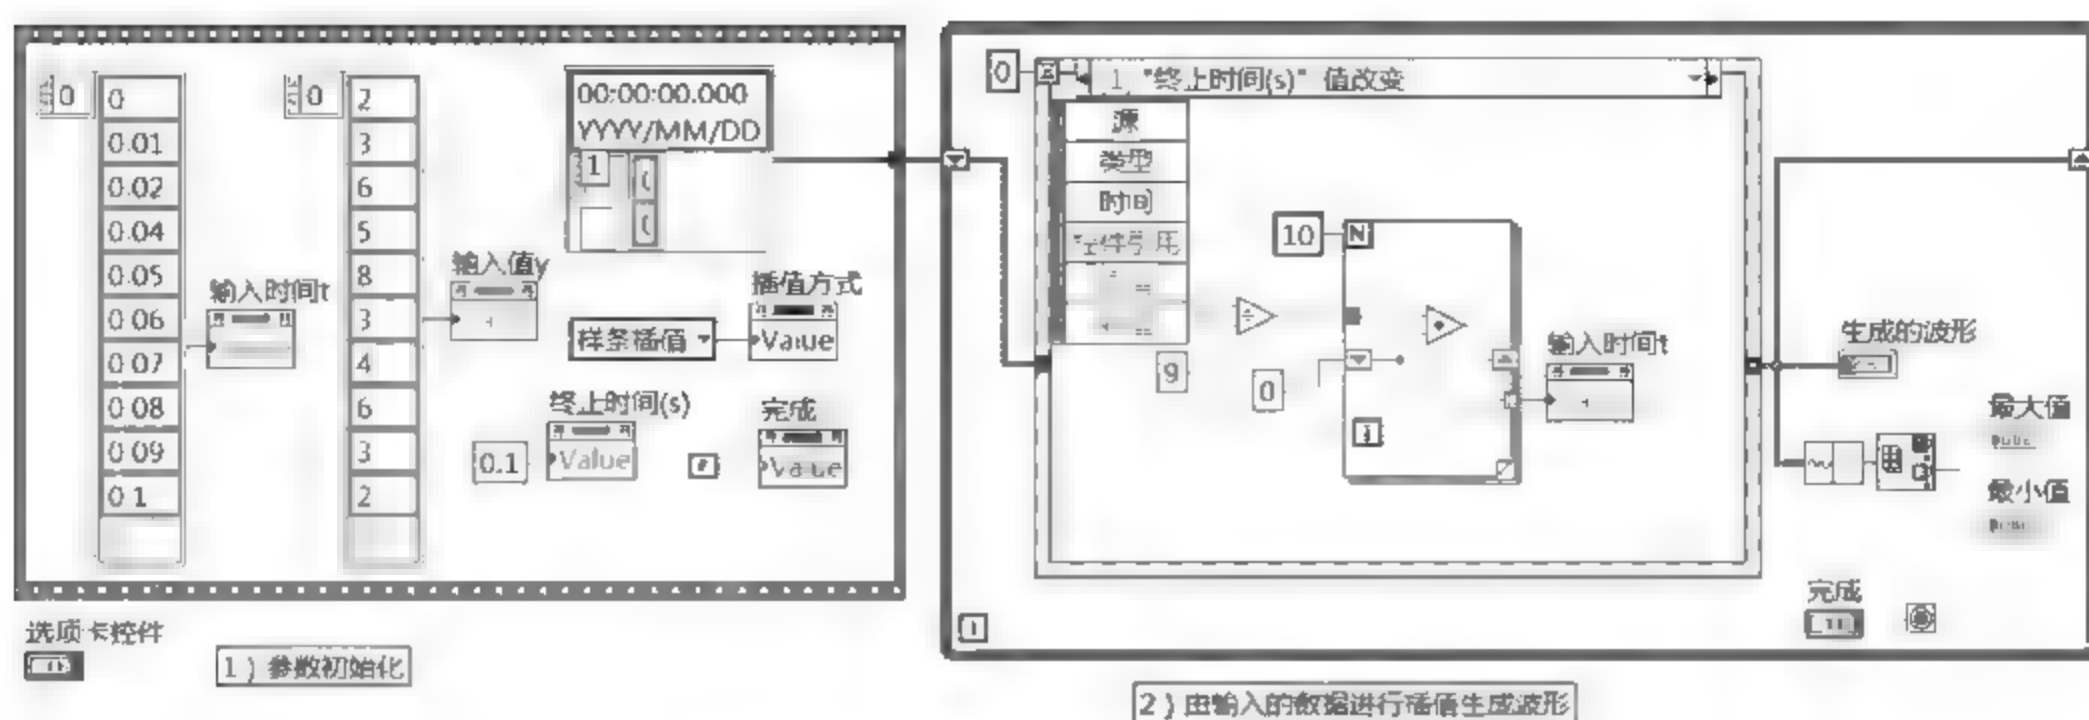 0
0
0.01
0.02
0.04
0.05
0 06
0 07
0 08
0 09
0 1
输入时间t
0
2
3
6
5
8
3
4
6
3
2
输入值y
00:00:00.000
YYYY/MM/DD
1
样条插值
插值方式
Value
0.1
终止时间(s)
Value
F
完成
Value
选项卡控件
1）参数初始化
0
1 "终止时间(s)" 值改变
源
类型
时间
控件引用
9
10
N
0
i
输入时间t
生成的波形
最大值
最小值
完成
i
2）由输入的数据进行插值生成波形